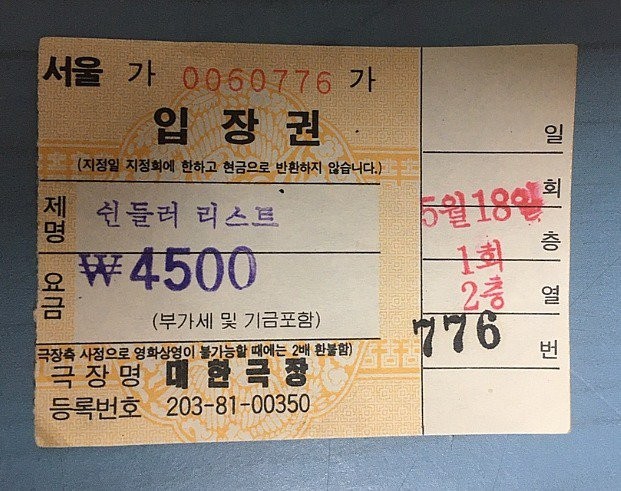 서울 가 0060776 가
입장권
(지정일 지정회에 한하고 현금으로 반환하지 않습니다.)
제명 쉰들러 리스트
요금 ₩4500
(부가세 및 기금포함)
극장측 사정으로 영화상영이 불가능할 때에는 2배 환불함)
극장명 대한극장
등록번호 203-81-00350
일
5월 18일 회
1회 층
2층 열
776 번